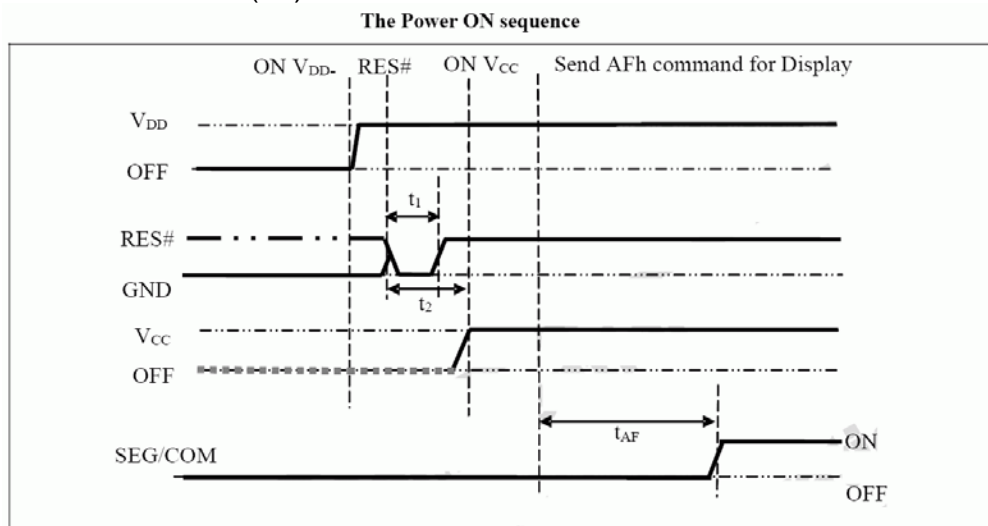 The Power ON sequence
ON VDD- RES# ON VCC Send AFh command for Display
VDD
OFF
t1
RES#
GND
t2
VCC
OFF
tAF
SEG/COM
ON
OFF